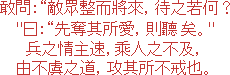 敢問：“敵眾整而將來，待之若何？
”曰：“先奪其所愛，則聽矣。”
兵之情主速，乘人之不及，
由不虞之道，攻其所不戒也。